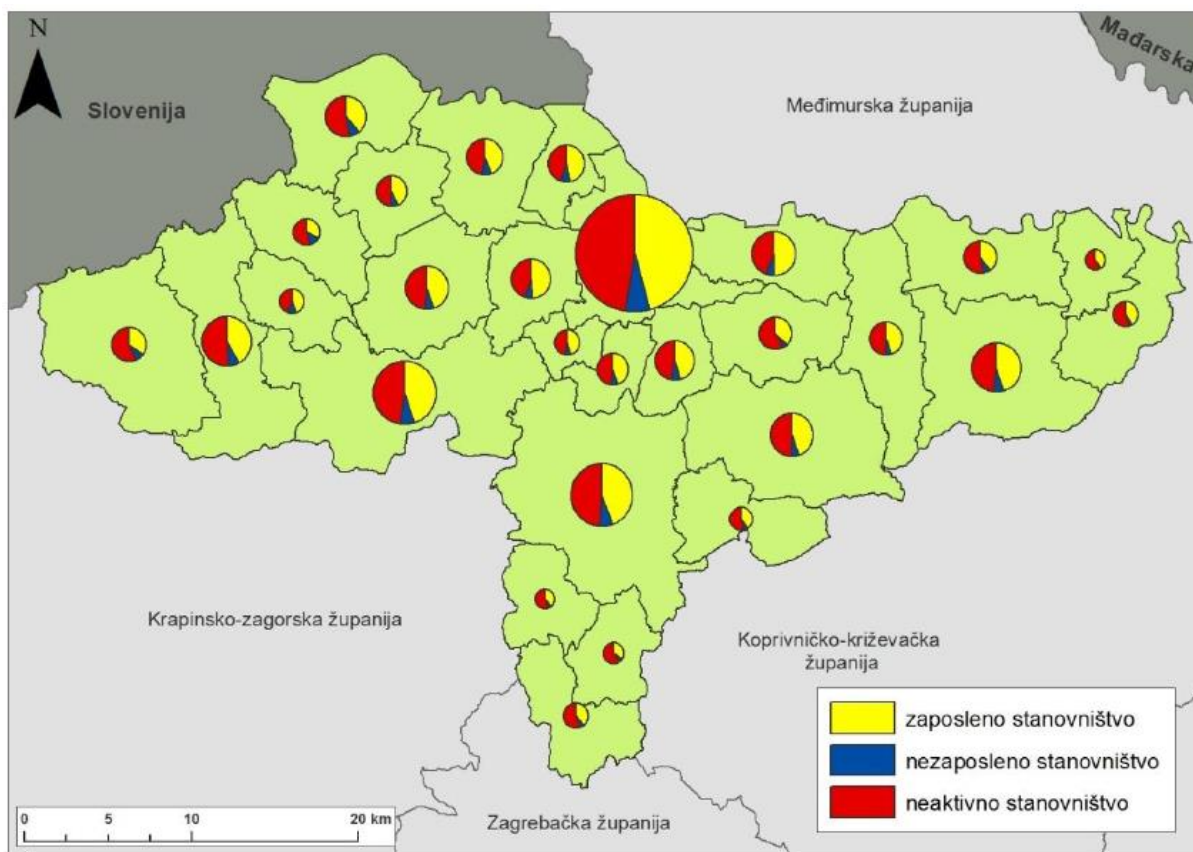 N
Slovenija
Mađarska
Međimurska županija
Krapinsko-zagorska županija
Koprivničko-križevačka
županija
Zagrebačka županija
zaposleno stanovništvo
nezaposleno stanovništvo
neaktivno stanovništvo
0 5 10 20 km